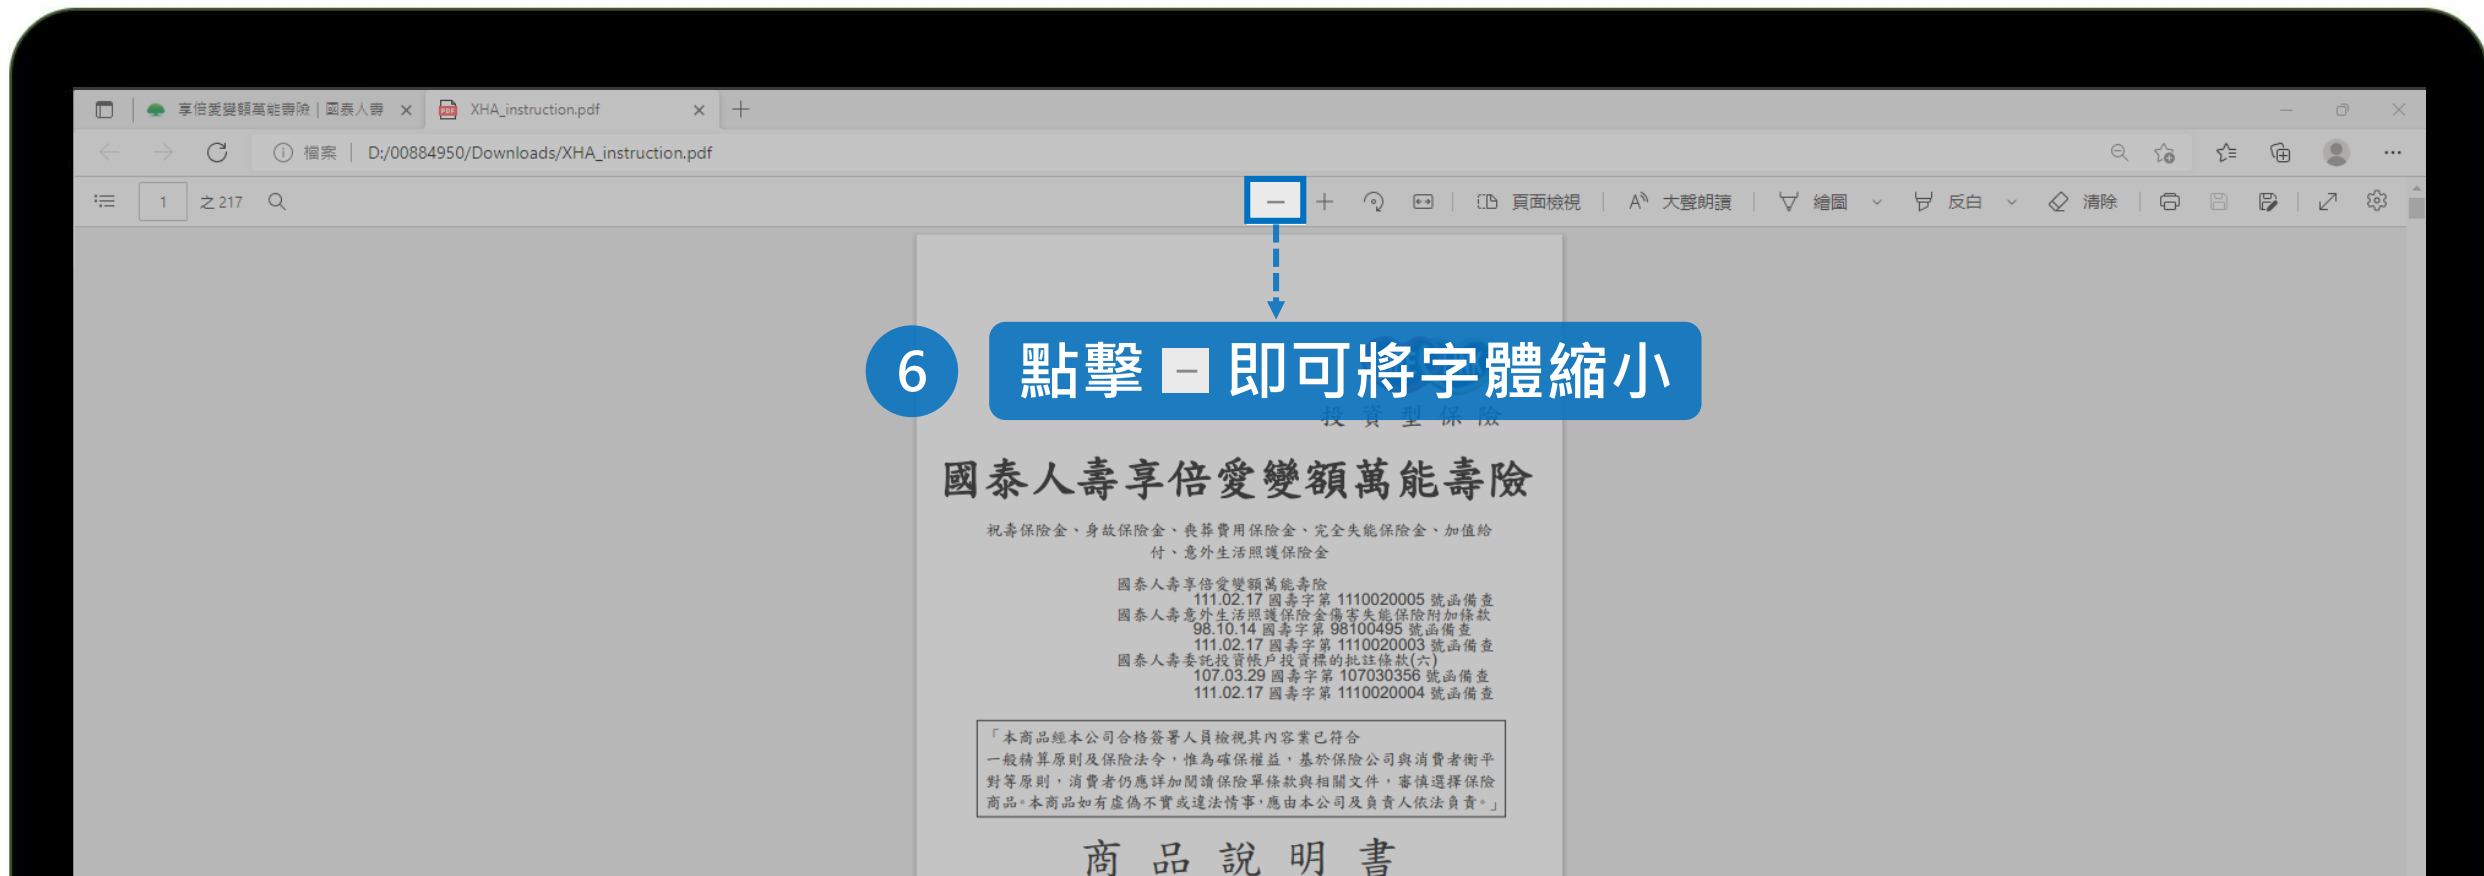 享倍愛變額萬能壽險 | 國泰人壽
XHA_instruction.pdf
檔案 | D:/00884950/Downloads/XHA_instruction.pdf
1 之 217
頁面檢視 大聲朗讀 繪圖 反白 清除
6 點擊 － 即可將字體縮小
投資型保險
國泰人壽享倍愛變額萬能壽險
祝壽保險金、身故保險金、喪葬費用保險金、完全失能保險金、加值給
付、意外生活照護保險金
國泰人壽享倍愛變額萬能壽險
111.02.17 國壽字第 1110020005 號函備查
國泰人壽意外生活照護保險金傷害失能保險附加條款
98.10.14 國壽字第 98100495 號函備查
111.02.17 國壽字第 1110020003 號函備查
國泰人壽委託投資帳戶投資標的批註條款(六)
107.03.29 國壽字第 107030356 號函備查
111.02.17 國壽字第 1110020004 號函備查
「本商品經本公司合格簽署人員檢視其內容業已符合
一般精算原則及保險法令，惟為確保權益，基於保險公司與消費者衡平
對等原則，消費者仍應詳加閱讀保險單條款與相關文件，審慎選擇保險
商品。本商品如有虛偽不實或違法情事，應由本公司及負責人依法負責。」
商品說明書